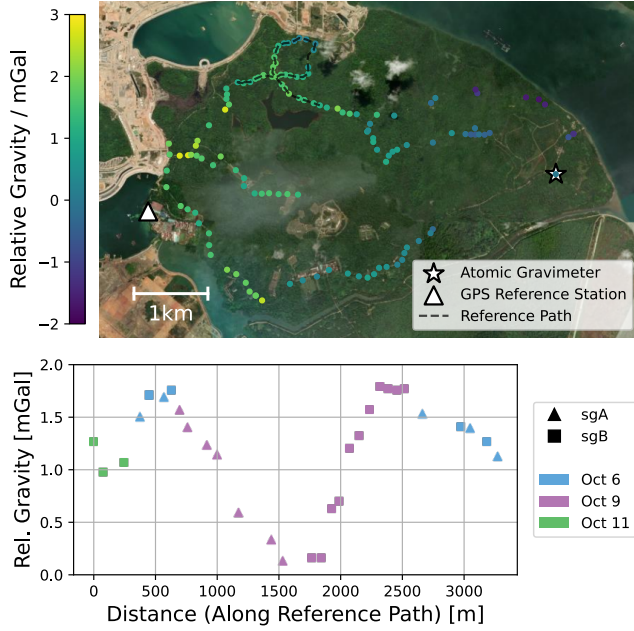 3
2
1
0
−1
−2
Relative Gravity / mGal
1km
Atomic Gravimeter
GPS Reference Station
Reference Path
2.0
1.5
1.0
0.5
0.0
Rel. Gravity [mGal]
0
500
1000
1500
2000
2500
3000
Distance (Along Reference Path) [m]
sgA
sgB
Oct 6
Oct 9
Oct 11